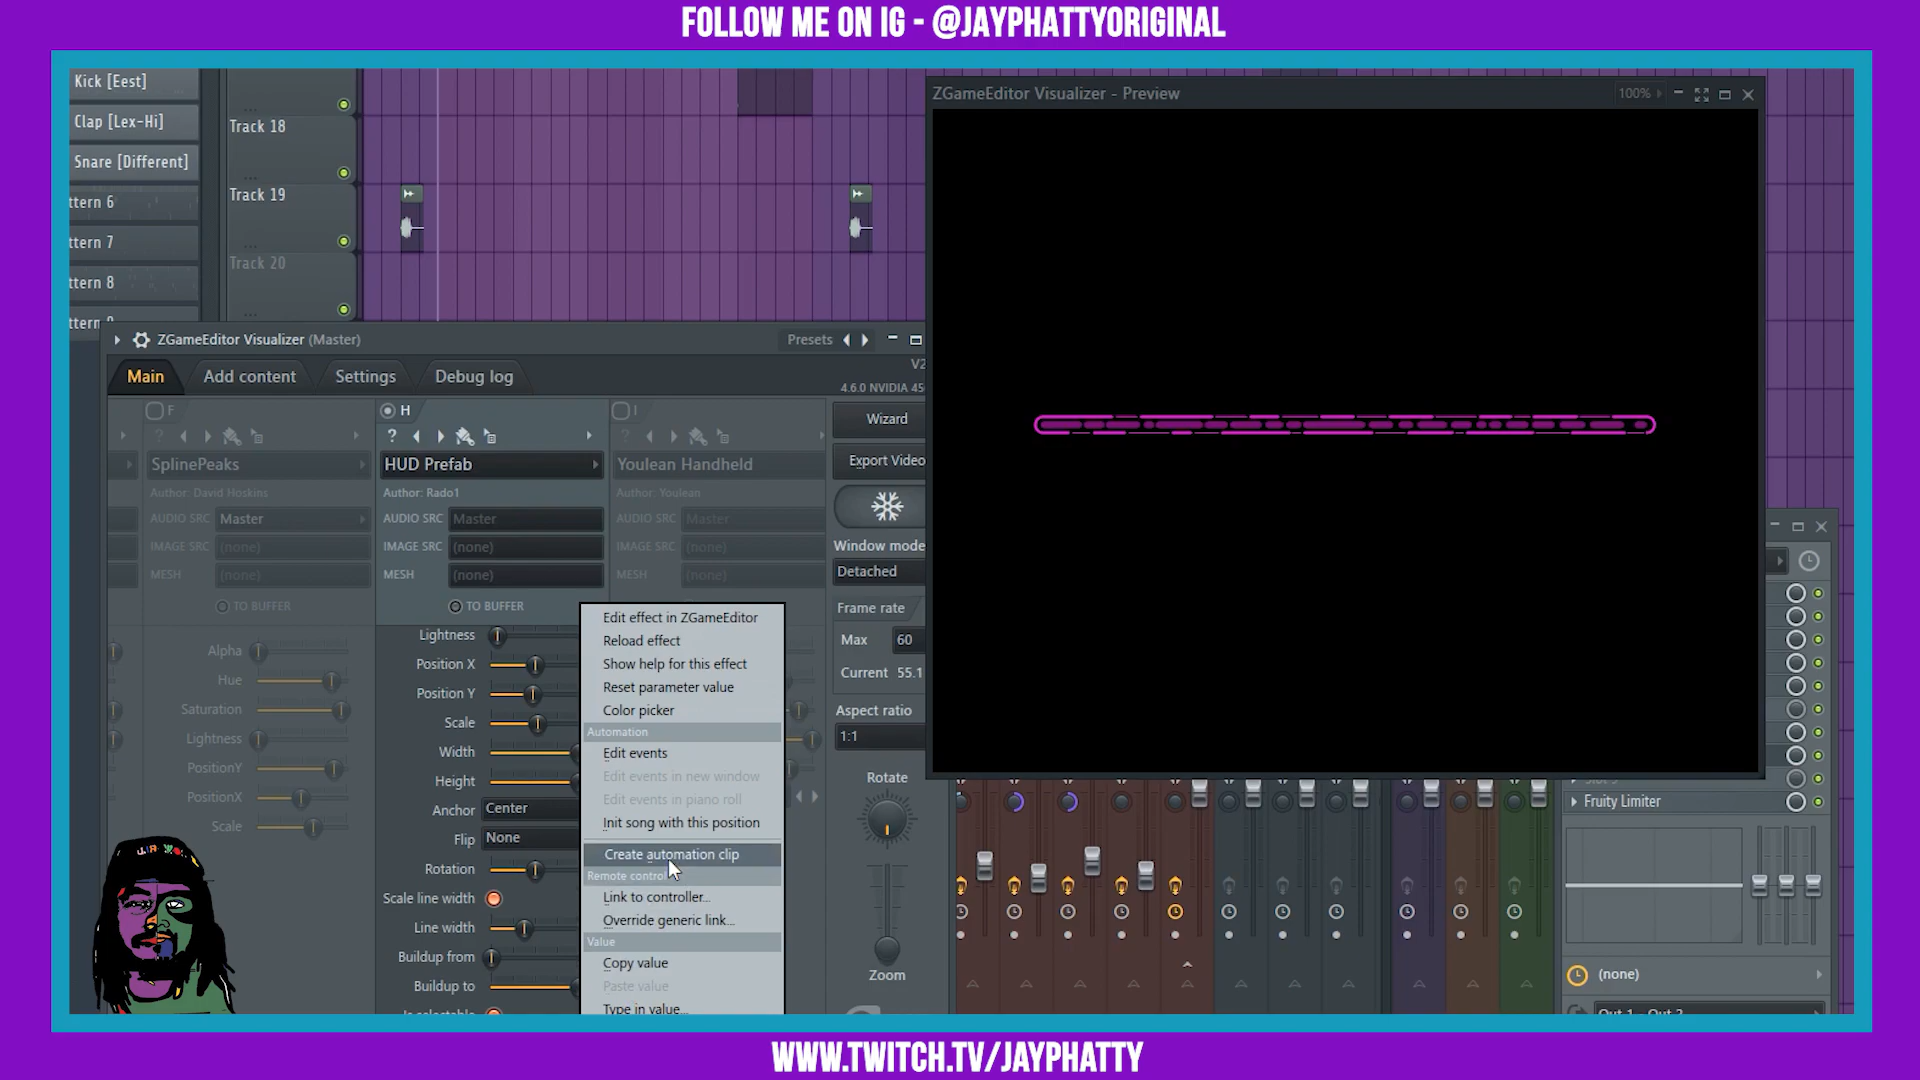 FOLLOW ME ON IG - @JAYPHATTYORIGINAL
Kick [Eest]
Clap [Lex-Hi]
Snare [Different]
ttern 6
ttern 7
ttern 8
Track 18
Track 19
Track 20
ZGameEditor Visualizer - Preview
100%
ZGameEditor Visualizer (Master)
Presets
Main
Add content
Settings
Debug log
V2
4.6.0 NVIDIA 45
F
H
I
SplinePeaks
HUD Prefab
Youlean Handheld
Author: David Hoskins
Author: Rado1
Author: Youlean
AUDIO SRC Master
AUDIO SRC Master
AUDIO SRC Master
IMAGE SRC (none)
IMAGE SRC (none)
IMAGE SRC (none)
MESH (none)
MESH (none)
MESH (none)
TO BUFFER
TO BUFFER
Alpha
Hue
Saturation
Lightness
PositionY
PositionX
Scale
Lightness
Position X
Position Y
Scale
Width
Height
Anchor Center
Flip None
Rotation
Scale line width
Line width
Buildup from
Buildup to
Edit effect in ZGameEditor
Reload effect
Show help for this effect
Reset parameter value
Color picker
Automation
Edit events
Edit events in new window
Edit events in piano roll
Init song with this position
Create automation clip
Remote control
Link to controller...
Override generic link...
Value
Copy value
Paste value
Type in value...
Wizard
Export Video
Window mode
Detached
Frame rate
Max 60
Current 55.1
Aspect ratio
1:1
Rotate
Zoom
Fruity Limiter
(none)
Out 1 - Out 2
WWW.TWITCH.TV/JAYPHATTY